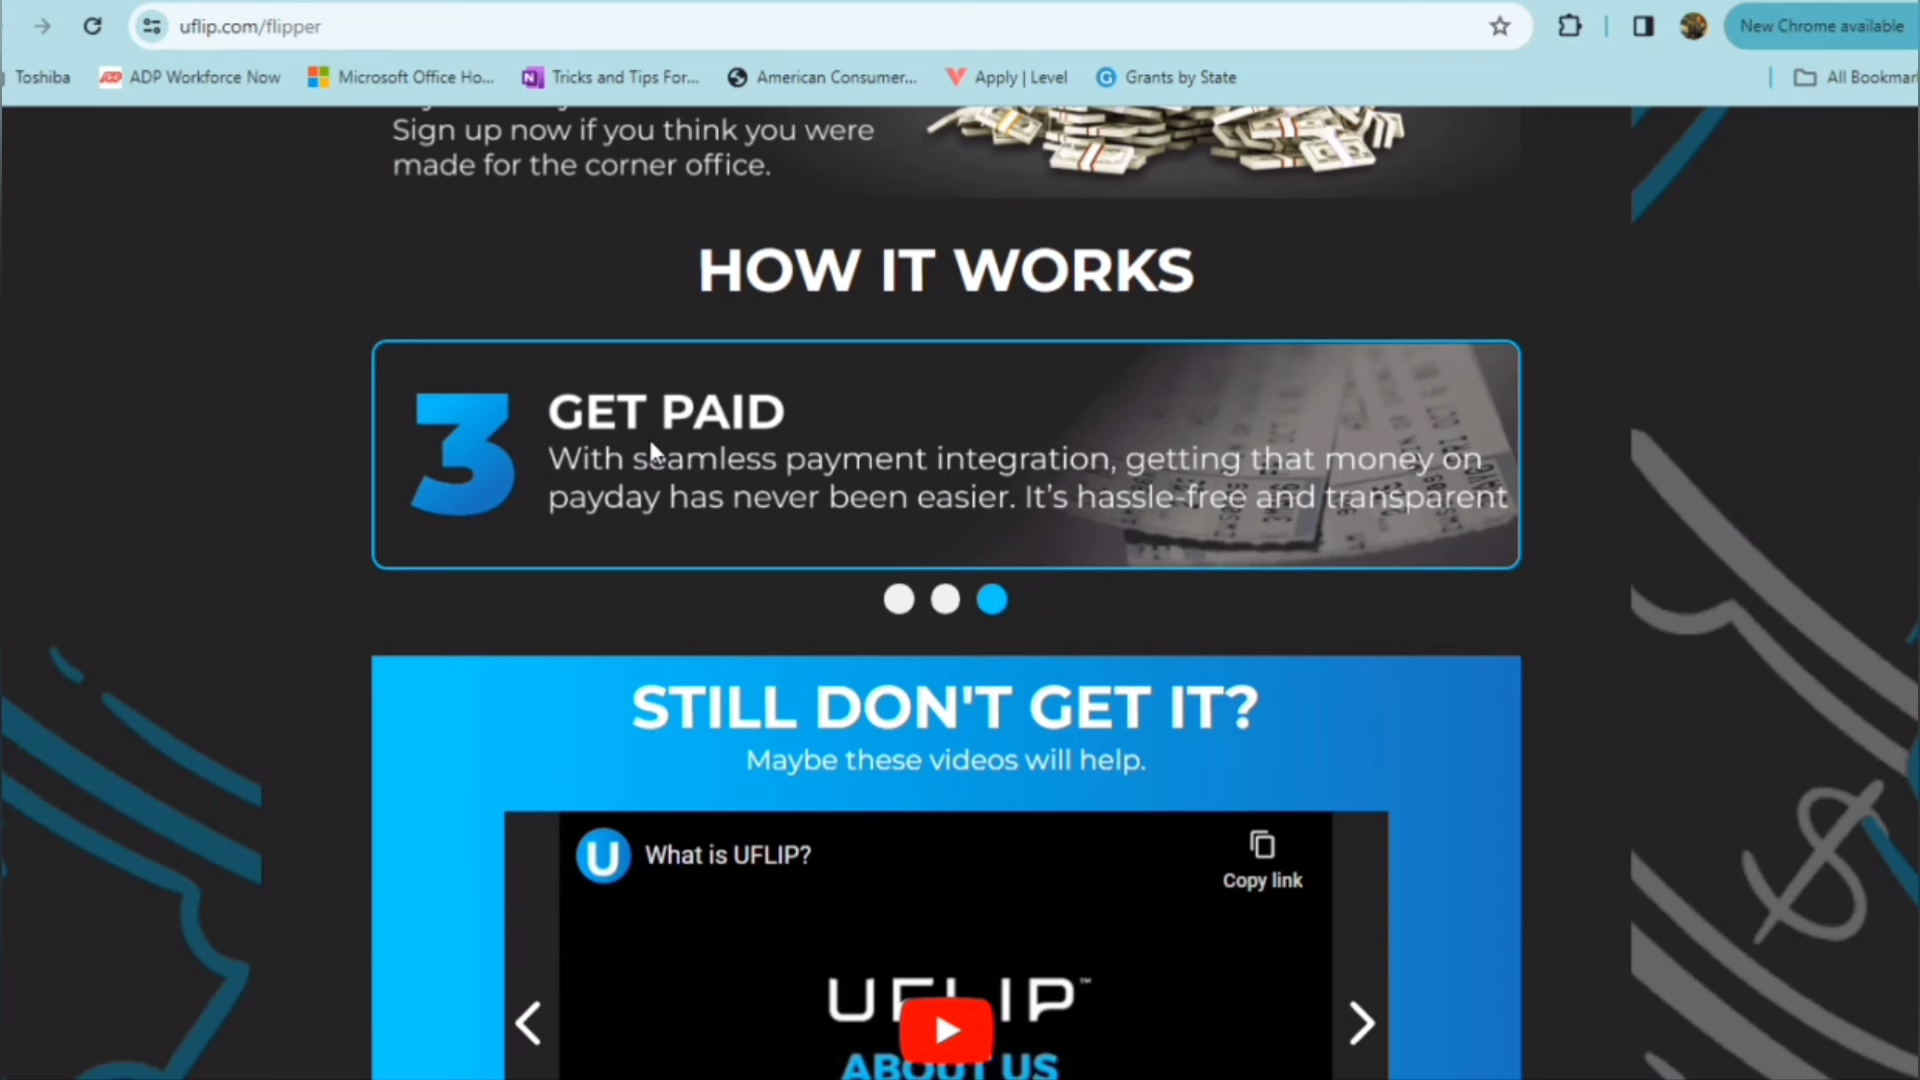 uflip.com/flipper
New Chrome available
Toshiba
ADP Workforce Now
Microsoft Office Ho...
Tricks and Tips For...
American Consumer...
Apply | Level
Grants by State
All Bookmar
Sign up now if you think you were
made for the corner office.
HOW IT WORKS
3
GET PAID
With seamless payment integration, getting that money on
payday has never been easier. It's hassle-free and transparent
STILL DON'T GET IT?
Maybe these videos will help.
U What is UFLIP?
Copy link
UFLIP™
ABOUT US